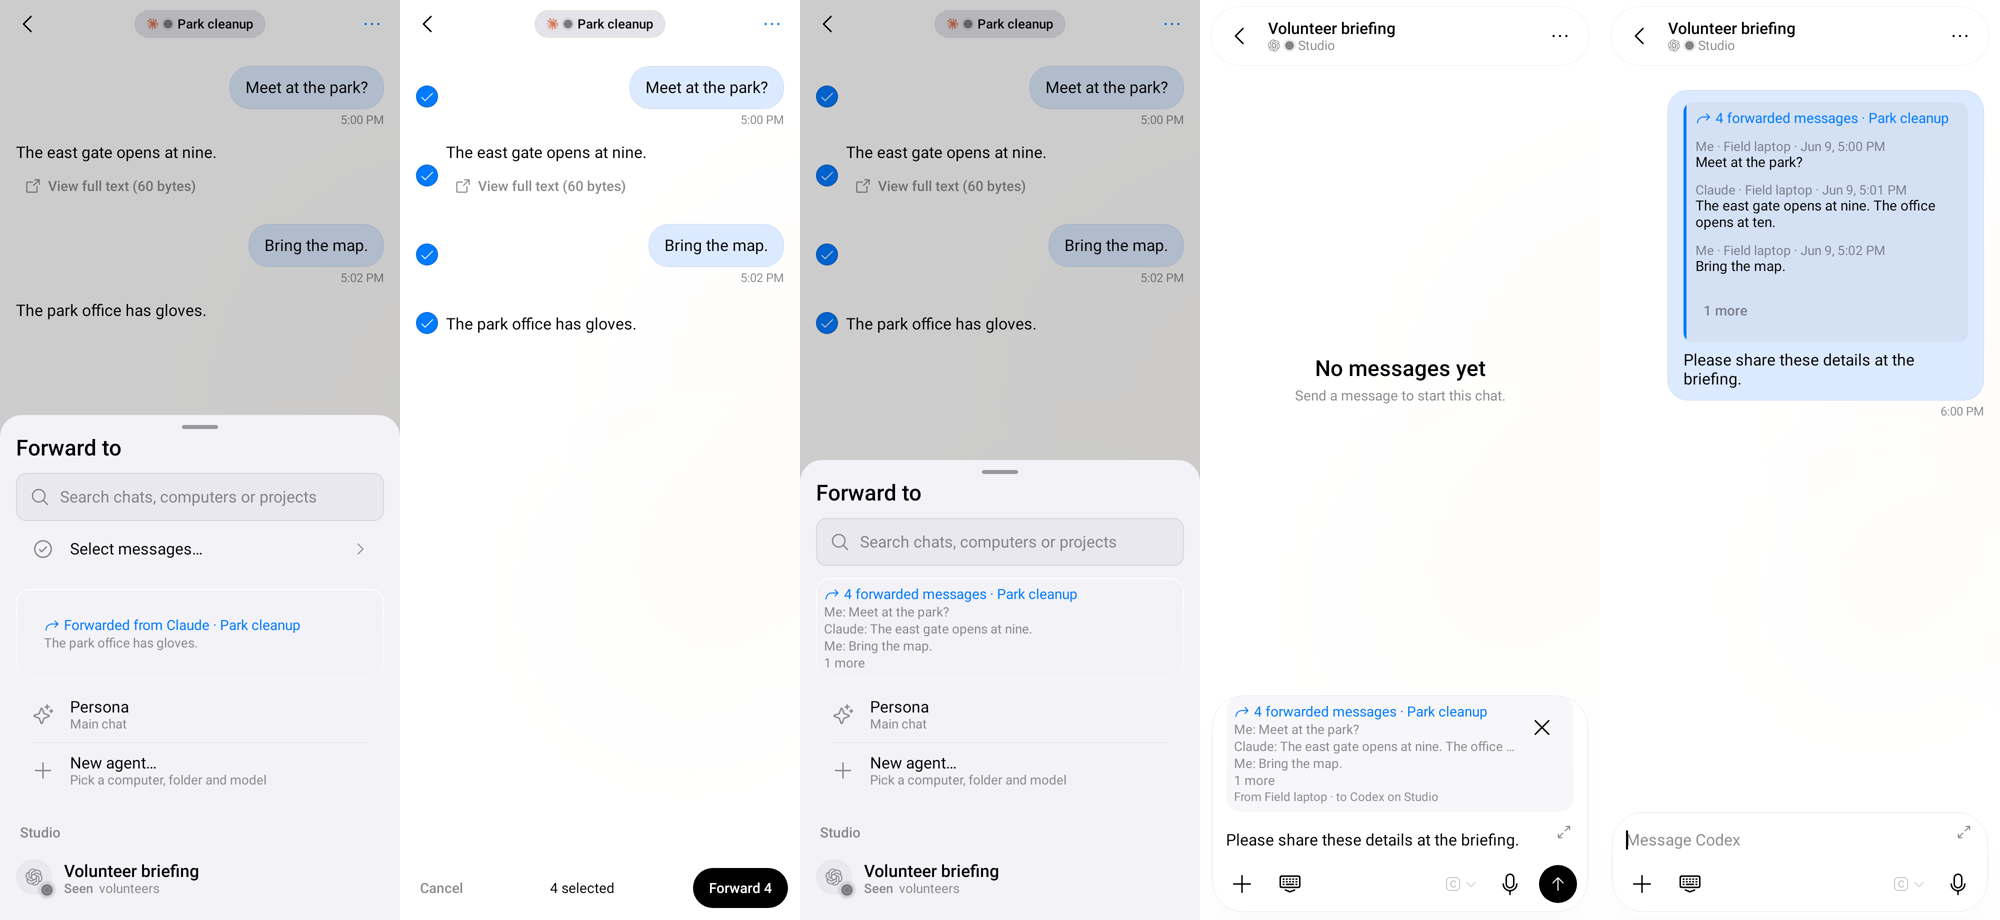 Park cleanup
Meet at the park?
5:00 PM
The east gate opens at nine.
View full text (60 bytes)
Bring the map.
5:02 PM
The park office has gloves.
Forward to
Search chats, computers or projects
Select messages...
Forwarded from Claude · Park cleanup
The park office has gloves.
Persona
Main chat
New agent...
Pick a computer, folder and model
Studio
Volunteer briefing
Seen volunteers
Park cleanup
Meet at the park?
5:00 PM
The east gate opens at nine.
View full text (60 bytes)
Bring the map.
5:02 PM
The park office has gloves.
Cancel
4 selected
Forward 4
Park cleanup
Meet at the park?
5:00 PM
The east gate opens at nine.
View full text (60 bytes)
Bring the map.
5:02 PM
The park office has gloves.
Forward to
Search chats, computers or projects
4 forwarded messages · Park cleanup
Me: Meet at the park?
Claude: The east gate opens at nine.
Me: Bring the map.
1 more
Persona
Main chat
New agent...
Pick a computer, folder and model
Studio
Volunteer briefing
Seen volunteers
Volunteer briefing
Studio
No messages yet
Send a message to start this chat.
4 forwarded messages · Park cleanup
Me: Meet at the park?
Claude: The east gate opens at nine. The office ...
Me: Bring the map.
1 more
From Field laptop · to Codex on Studio
Please share these details at the briefing.
C
Volunteer briefing
Studio
4 forwarded messages · Park cleanup
Me · Field laptop · Jun 9, 5:00 PM
Meet at the park?
Claude · Field laptop · Jun 9, 5:01 PM
The east gate opens at nine. The office
opens at ten.
Me · Field laptop · Jun 9, 5:02 PM
Bring the map.
1 more
Please share these details at the
briefing.
6:00 PM
Message Codex
C